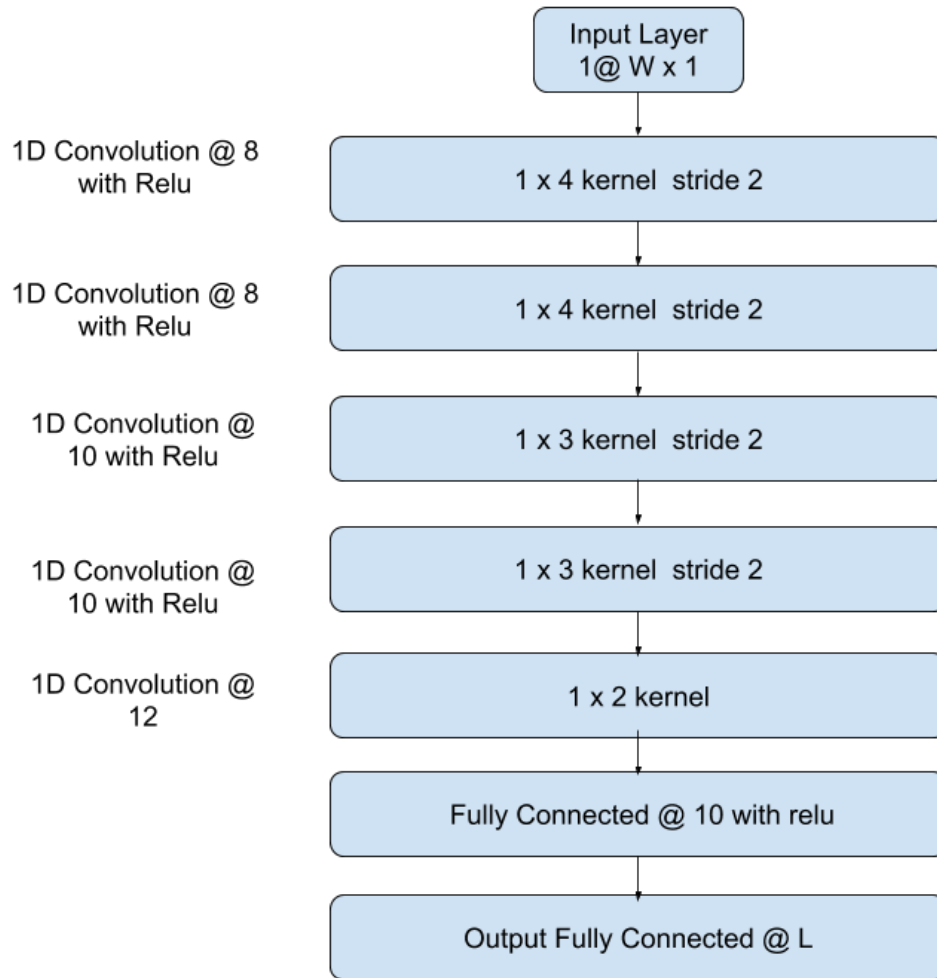 Input Layer
1@ W x 1
1D Convolution @ 8
with Relu
1 x 4 kernel  stride 2
1D Convolution @ 8
with Relu
1 x 4 kernel  stride 2
1D Convolution @
10 with Relu
1 x 3 kernel  stride 2
1D Convolution @
10 with Relu
1 x 3 kernel  stride 2
1D Convolution @
12
1 x 2 kernel
Fully Connected @ 10 with relu
Output Fully Connected @ L